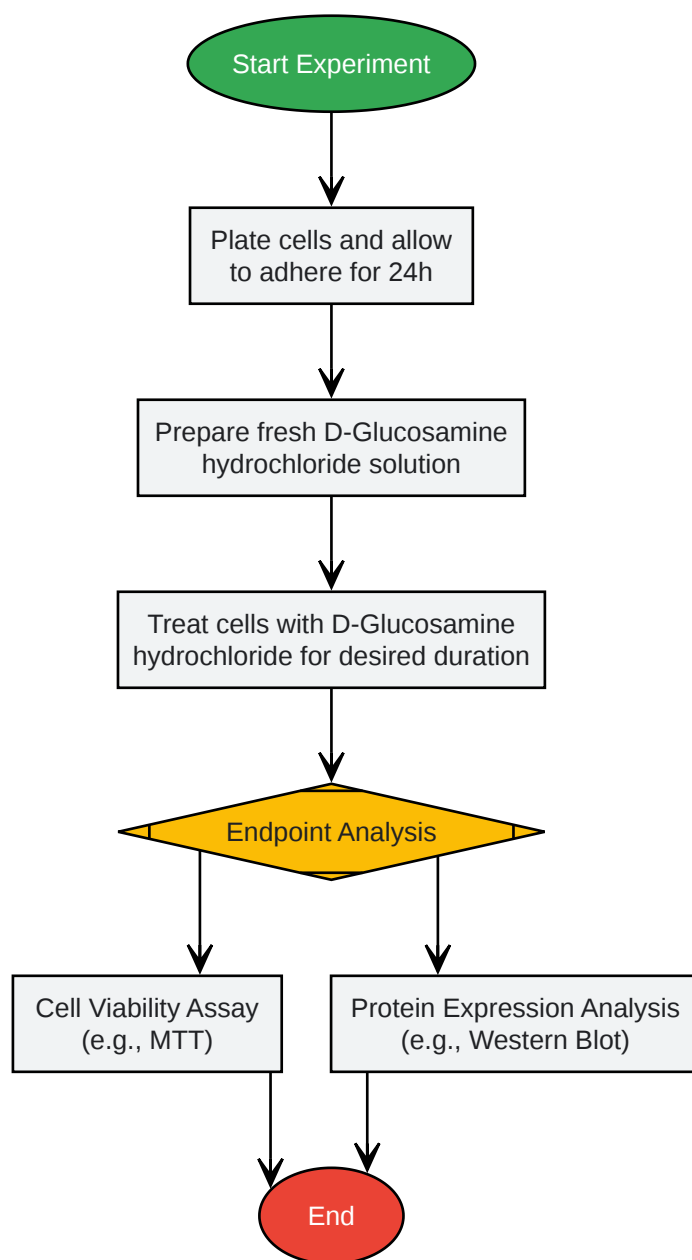 Start Experiment
Plate cells and allow
to adhere for 24h
Prepare fresh D-Glucosamine
hydrochloride solution
Treat cells with D-Glucosamine
hydrochloride for desired duration
Endpoint Analysis
Cell Viability Assay
(e.g., MTT)
Protein Expression Analysis
(e.g., Western Blot)
End